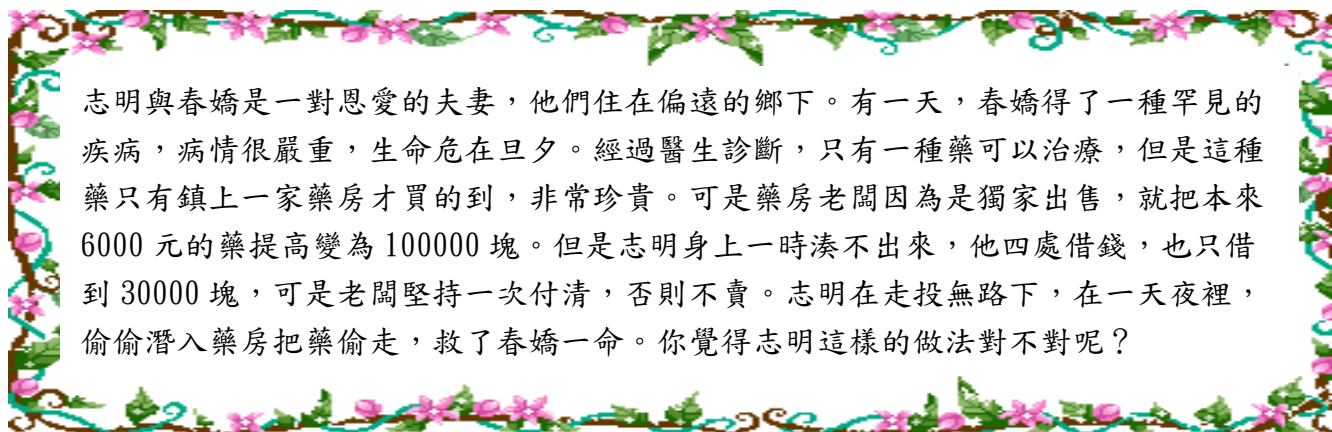 志明與春嬌是一對恩愛的夫妻，他們住在偏遠的鄉下。有一天，春嬌得了一種罕見的
疾病，病情很嚴重，生命危在旦夕。經過醫生診斷，只有一種藥可以治療，但是這種
藥只有鎮上一家藥房才買的到，非常珍貴。可是藥房老闆因為是獨家出售，就把本來
6000 元的藥提高變為 100000 塊。但是志明身上一時湊不出來，他四處借錢，也只借
到 30000 塊，可是老闆堅持一次付清，否則不賣。志明在走投無路下，在一天夜裡，
偷偷潛入藥房把藥偷走，救了春嬌一命。你覺得志明這樣的做法對不對呢？